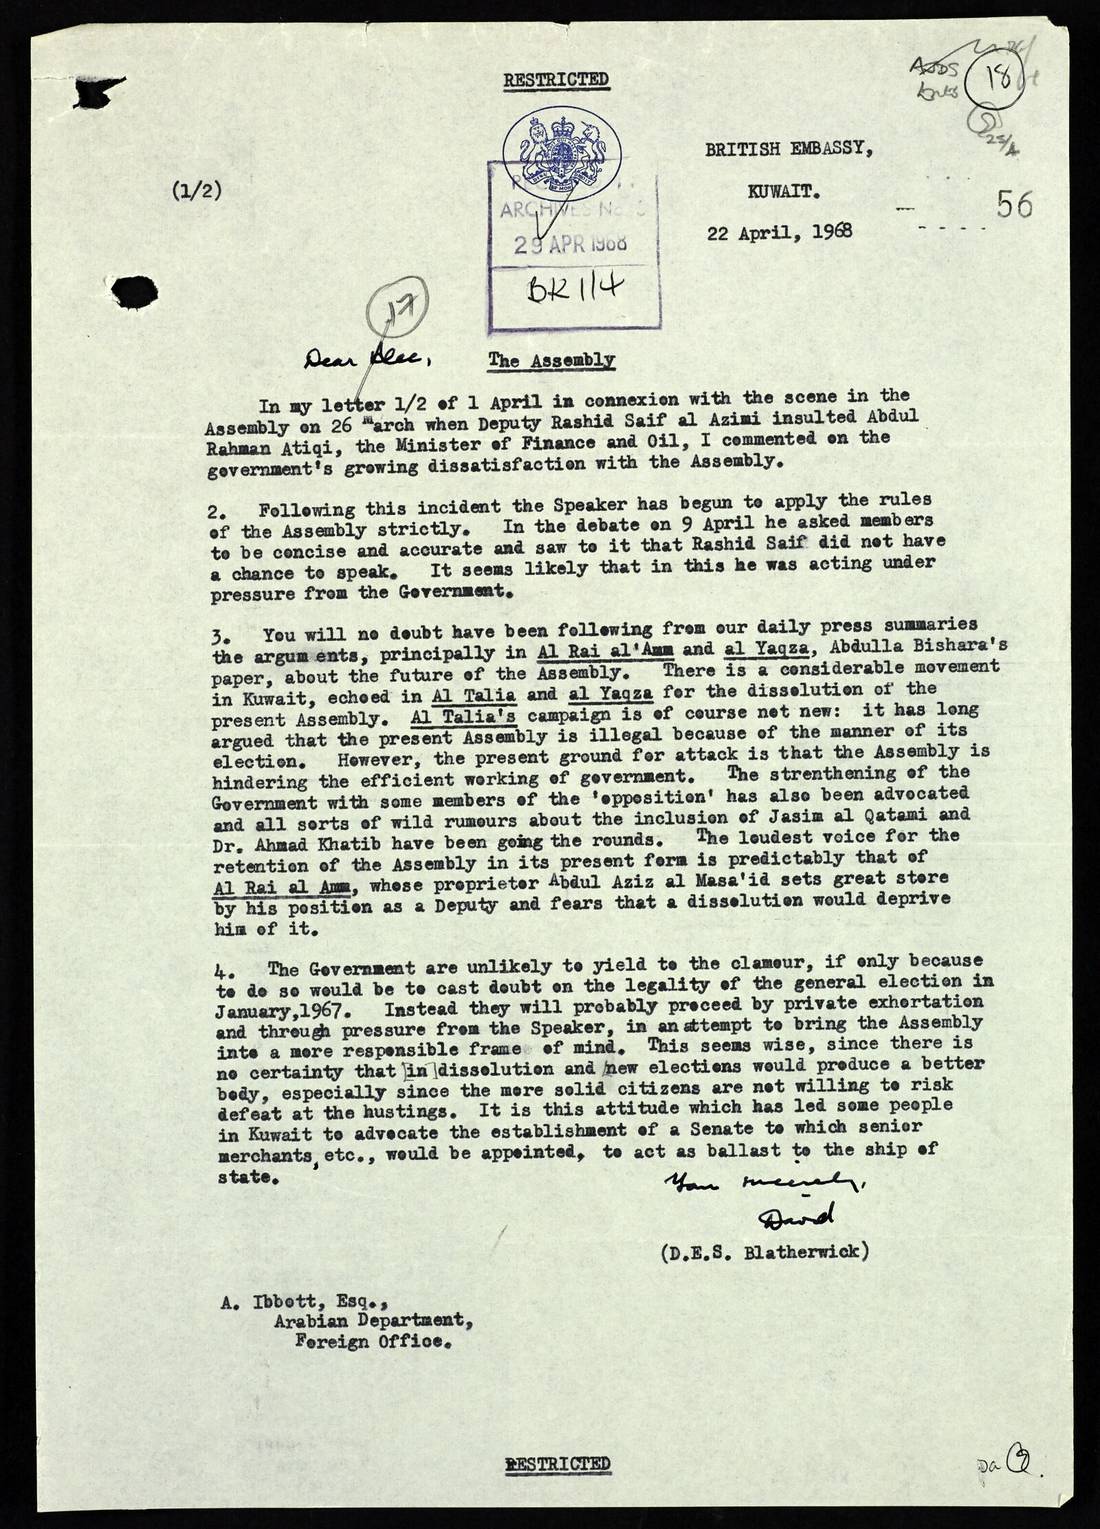 RESTRICTED
18
BRITISH EMBASSY,
KUWAIT.
(1/2)
56
22 April, 1968
ARCHIVES No.
29 APR 1968
BK 1/4
17
Dear Alec,
The Assembly
In my letter 1/2 of 1 April in connexion with the scene in the
Assembly on 26 March when Deputy Rashid Saif al Azimi insulted Abdul
Rahman Atiqi, the Minister of Finance and Oil, I commented on the
government's growing dissatisfaction with the Assembly.
2. Following this incident the Speaker has begun to apply the rules
of the Assembly strictly. In the debate on 9 April he asked members
to be concise and accurate and saw to it that Rashid Saif did not have
a chance to speak. It seems likely that in this he was acting under
pressure from the Government.
3. You will no doubt have been following from our daily press summaries
the argum ents, principally in Al Rai al'Amm and al Yaqza, Abdulla Bishara's
paper, about the future of the Assembly. There is a considerable movement
in Kuwait, echoed in Al Talia and al Yaqza for the dissolution of the
present Assembly. Al Talia's campaign is of course not new: it has long
argued that the present Assembly is illegal because of the manner of its
election. However, the present ground for attack is that the Assembly is
hindering the efficient working of government. The strenthening of the
Government with some members of the 'opposition' has also been advocated
and all sorts of wild rumours about the inclusion of Jasim al Qatami and
Dr. Ahmad Khatib have been going the rounds. The loudest voice for the
retention of the Assembly in its present form is predictably that of
Al Rai al Amm, whose proprietor Abdul Aziz al Masa'id sets great store
by his position as a Deputy and fears that a dissolution would deprive
him of it.
4. The Government are unlikely to yield to the clamour, if only because
to do so would be to cast doubt on the legality of the general election in
January,1967. Instead they will probably proceed by private exhortation
and through pressure from the Speaker, in an attempt to bring the Assembly
into a more responsible frame of mind. This seems wise, since there is
no certainty that in dissolution and new elections would produce a better
body, especially since the more solid citizens are not willing to risk
defeat at the hustings. It is this attitude which has led some people
in Kuwait to advocate the establishment of a Senate to which senior
merchants, etc., would be appointed, to act as ballast to the ship of
state.
Yours sincerely,
David
(D.E.S. Blatherwick)
A. Ibbott, Esq.,
Arabian Department,
Foreign Office.
RESTRICTED